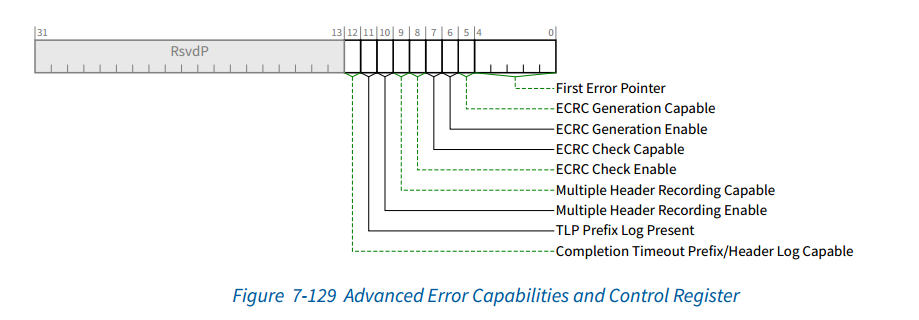 31 13 12 11 10 9 8 7 6 5 4 0
RsvdP
First Error Pointer
ECRC Generation Capable
ECRC Generation Enable
ECRC Check Capable
ECRC Check Enable
Multiple Header Recording Capable
Multiple Header Recording Enable
TLP Prefix Log Present
Completion Timeout Prefix/Header Log Capable
Figure 7-129 Advanced Error Capabilities and Control Register